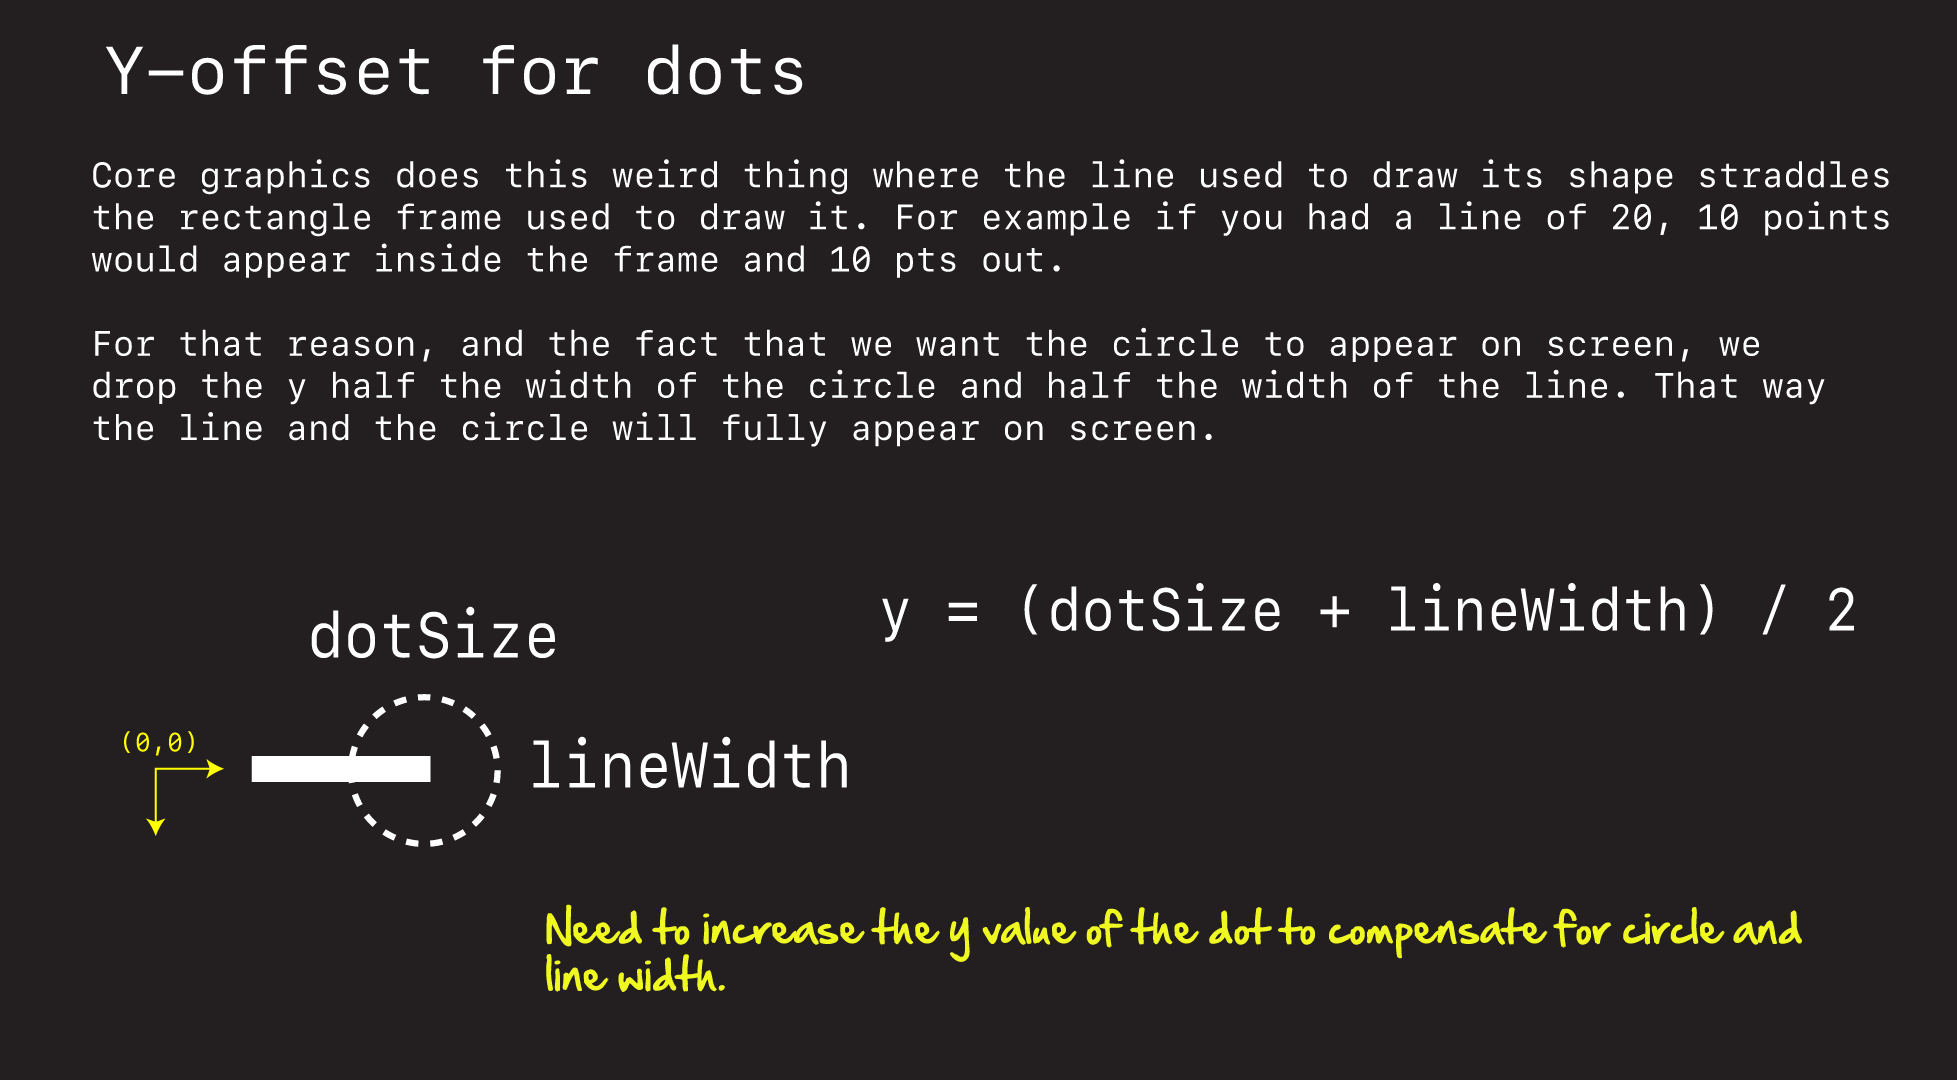 Y-offset for dots
Core graphics does this weird thing where the line used to draw its shape straddles
the rectangle frame used to draw it. For example if you had a line of 20, 10 points
would appear inside the frame and 10 pts out.
For that reason, and the fact that we want the circle to appear on screen, we
drop the y half the width of the circle and half the width of the line. That way
the line and the circle will fully appear on screen.
y = (dotSize + lineWidth) / 2
dotSize
(0,0)
lineWidth
Need to increase the y value of the dot to compensate for circle and
line width.